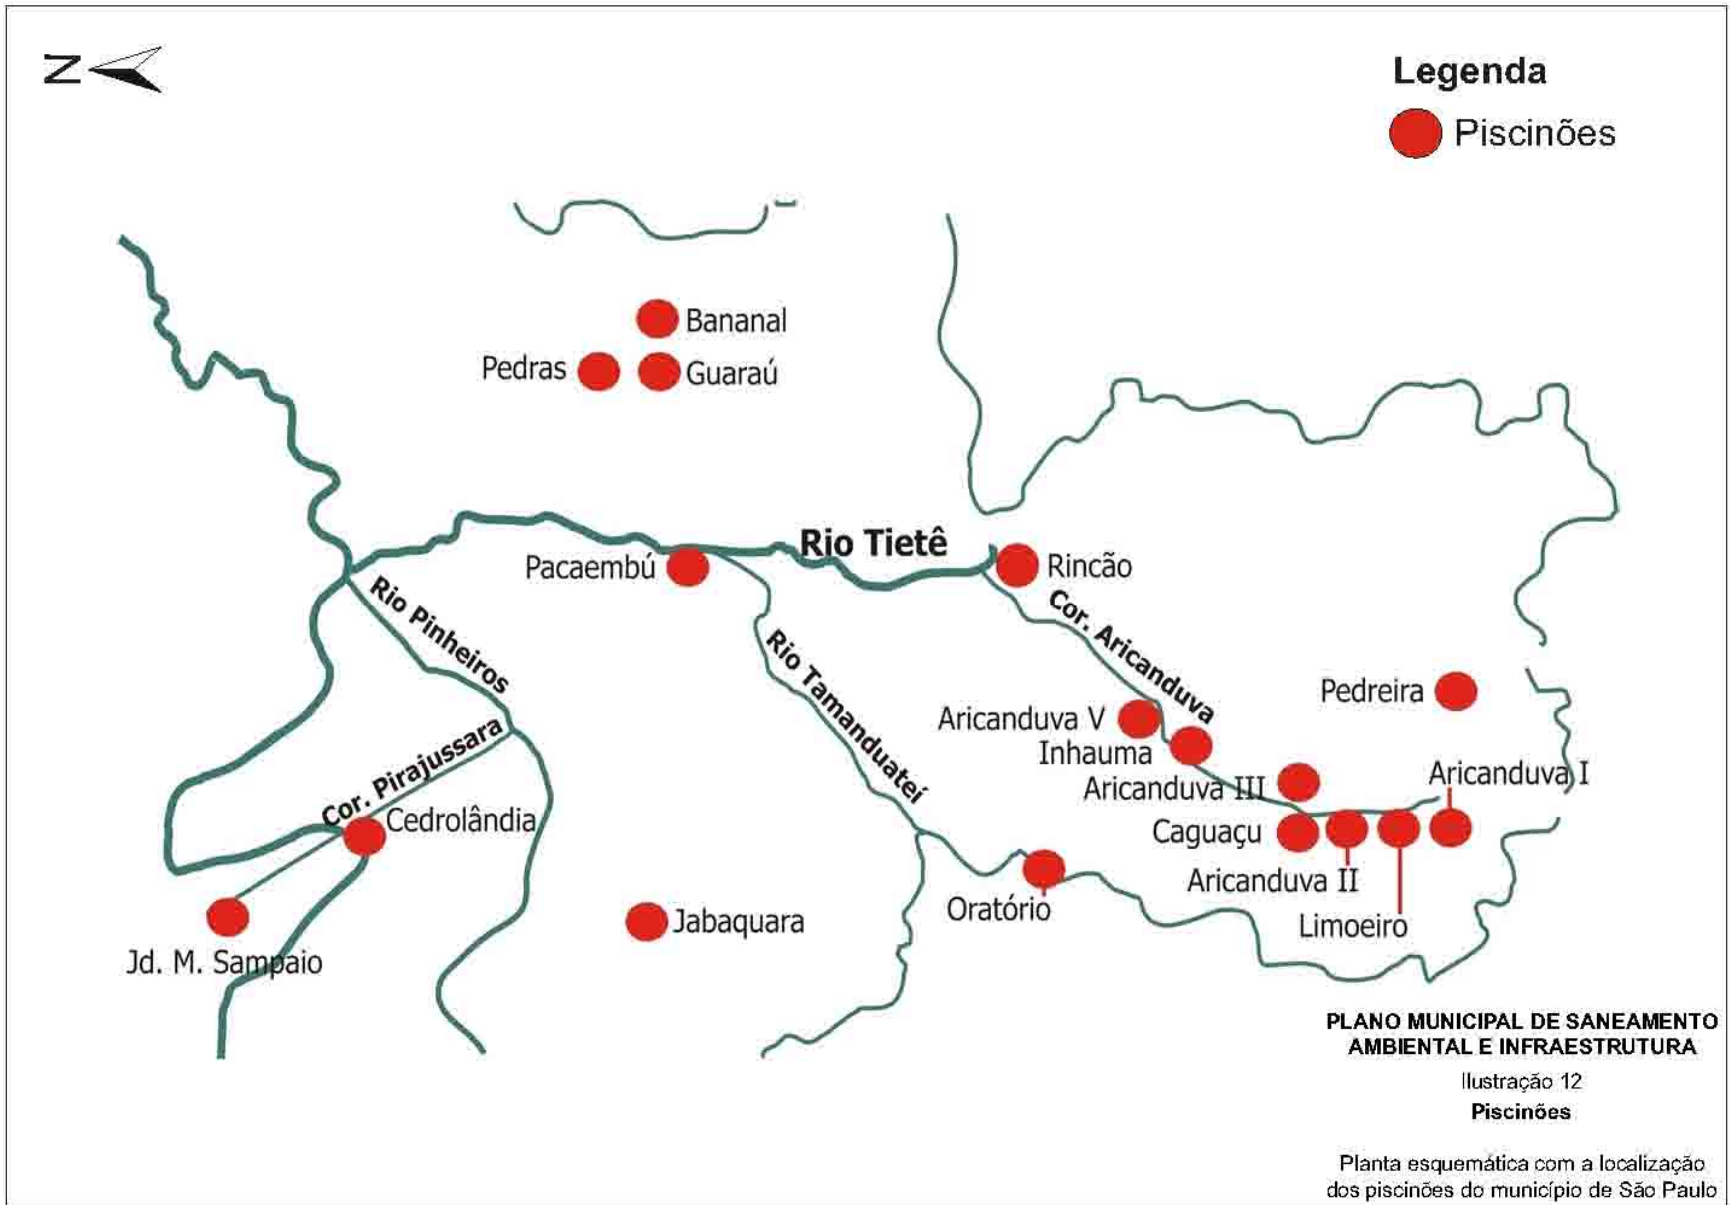 N
Legenda
Piscinões
Bananal
Pedras
Guaraú
Rio Tietê
Pacaembú
Rincão
Rio Pinheiros
Cor. Aricanduva
Rio Tamanduateí
Pedreira
Aricanduva V
Inhauma
Cor. Pirajussara
Aricanduva III
Aricanduva I
Cedrolândia
Caguaçu
Aricanduva II
Oratório
Limoeiro
Jabaquara
Jd. M. Sampaio
PLANO MUNICIPAL DE SANEAMENTO
AMBIENTAL E INFRAESTRUTURA
Ilustração 12
Piscinões
Planta esquemática com a localização
dos piscinões do município de São Paulo